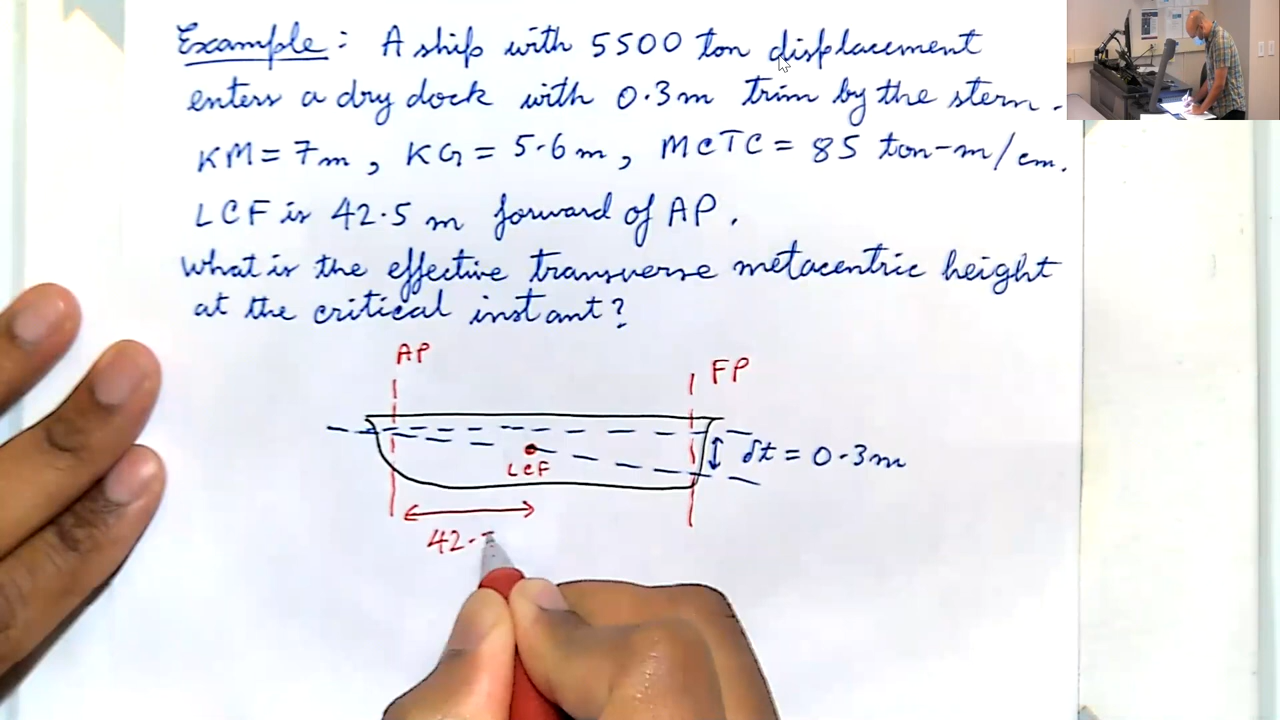 Example: A ship with 5500 ton displacement
enters a dry dock with 0.3m trim by the stern.
KM = 7m, KG = 5.6m, MCTC = 85 ton-m/cm.
LCF is 42.5 m forward of AP.
What is the effective transverse metacentric height
at the critical instant?
AP
FP
δt = 0.3m
LCF
42.